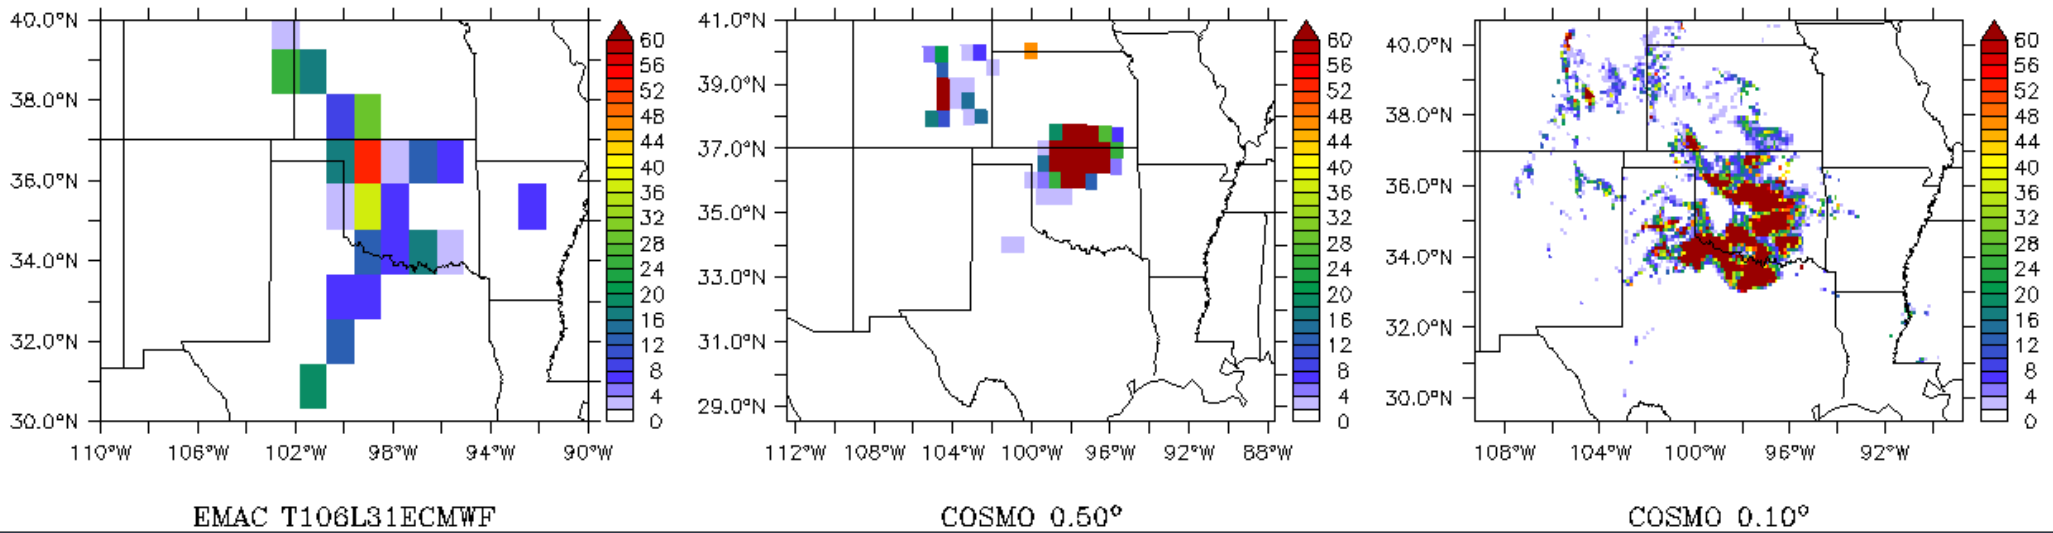 40.0°N
38.0°N
36.0°N
34.0°N
32.0°N
30.0°N
110°W 106°W 102°W 98°W 94°W 90°W
60
56
52
48
44
40
36
32
28
24
20
16
12
8
4
0
EMAC T106L31ECMWF
41.0°N
39.0°N
37.0°N
35.0°N
33.0°N
31.0°N
29.0°N
112°W 108°W 104°W 100°W 96°W 92°W 88°W
60
56
52
48
44
40
36
32
28
24
20
16
12
8
4
0
COSMO 0.50°
40.0°N
38.0°N
36.0°N
34.0°N
32.0°N
30.0°N
108°W 104°W 100°W 96°W 92°W
60
56
52
48
44
40
36
32
28
24
20
16
12
8
4
0
COSMO 0.10°